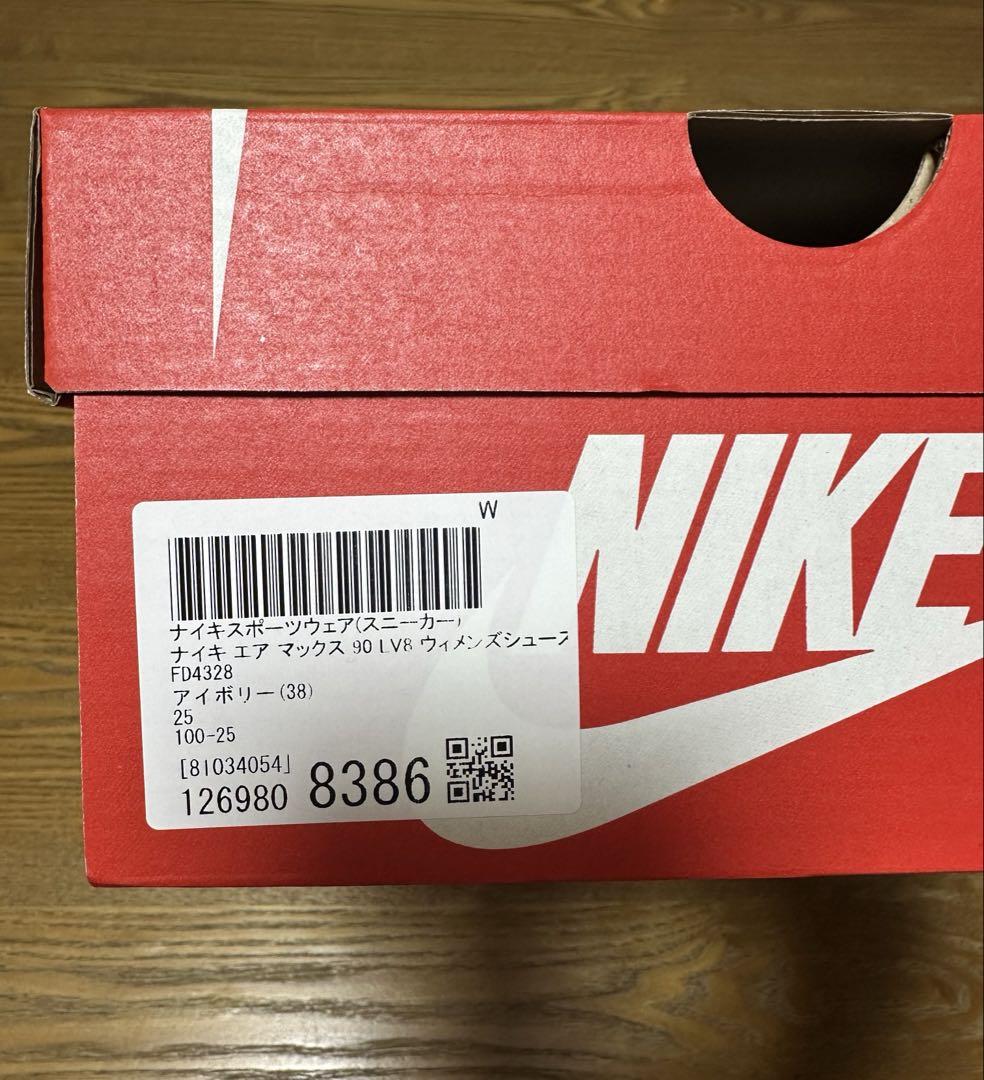 NIKE
W
ナイキスポーツウェア(スニーカー)
ナイキ エア マックス 90 LV8 ウィメンズシューズ
FD4328
アイボリー(38)
25
100-25
[81034054]
126980 8386